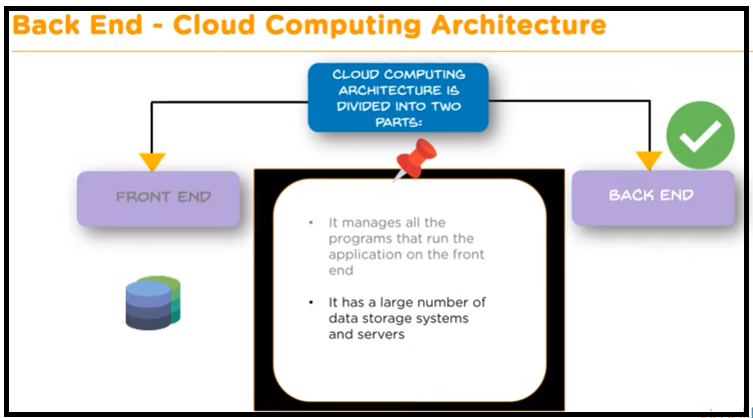 Back End - Cloud Computing Architecture
CLOUD COMPUTING
ARCHITECTURE IS
DIVIDED INTO TWO
PARTS:
FRONT END
BACK END
• It manages all the
programs that run the
application on the front
end
• It has a large number of
data storage systems
and servers